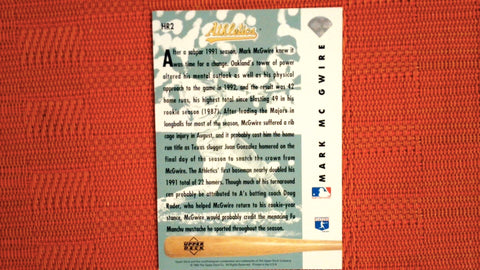 HR2
Athletics
After a subpar 1991 season, Mark McGwire knew it
was time for a change. Oakland's tower of power
altered his mental outlook as well as his physical
approach to the game in 1992, and the result was 42
home runs, his highest total since blasting 49 in his
rookie season (1987). After leading the Majors in
longballs for most of the season, McGwire suffered a rib
cage injury in August, and it probably cost him the home
run title as Texas slugger Juan Gonzalez homered on the
final day of the season to snatch the crown from
McGwire. The Athletics' first baseman nearly doubled his
1991 total of 22 homers. Though much of his turnaround
can probably be attributed to A's batting coach Doug
Rader, who helped McGwire return to his rookie-year
stance, McGwire would probably credit the menacing Fu
Manchu mustache he sported throughout the season.
MARK MC GWIRE
UPPER
DECK